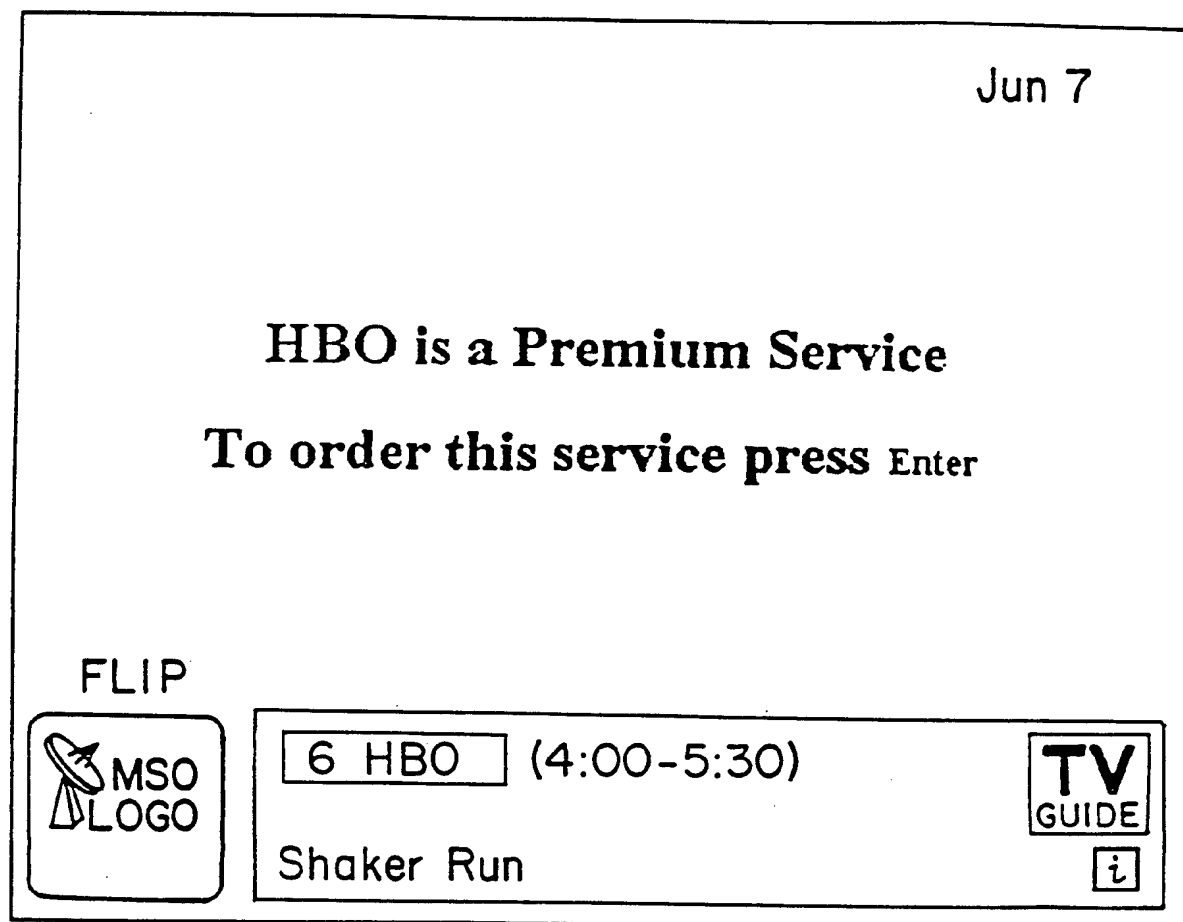 Jun 7
HBO is a Premium Service
To order this service press Enter
FLIP
MSO
LOGO
6 HBO (4:00-5:30)
TV
GUIDE
Shaker Run
i